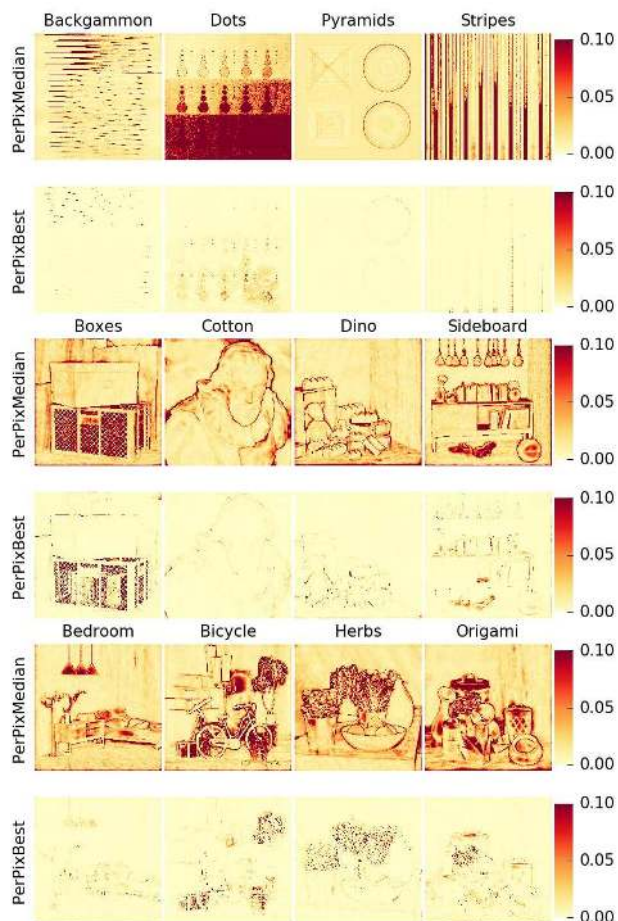 Backgammon Dots Pyramids Stripes
PerPixMedian
0.10
0.05
0.00
PerPixBest
0.10
0.05
0.00
Boxes Cotton Dino Sideboard
PerPixMedian
0.10
0.05
0.00
PerPixBest
0.10
0.05
0.00
Bedroom Bicycle Herbs Origami
PerPixMedian
0.10
0.05
0.00
PerPixBest
0.10
0.05
0.00